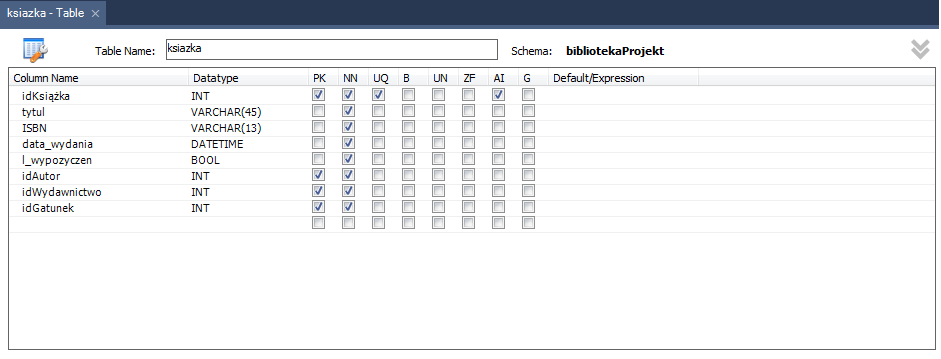 ksiazka - Table ×
Table Name: ksiazka Schema: bibliotekaProjekt
Column Name Datatype PK NN UQ B UN ZF AI G Default/Expression
idKsiążka INT
tytul VARCHAR(45)
ISBN VARCHAR(13)
data_wydania DATETIME
l_wypozyczen BOOL
idAutor INT
idWydawnictwo INT
idGatunek INT